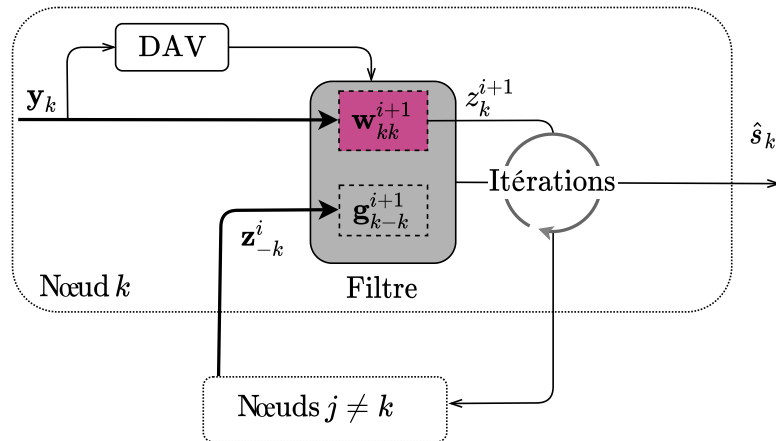 DAV
𝐲_k
𝐰_{kk}^{i+1}
z_k^{i+1}
ŝ_k
Itérations
𝐠_{k−k}^{i+1}
𝐳_{−k}^i
Nœud k
Filtre
Nœuds j ≠ k